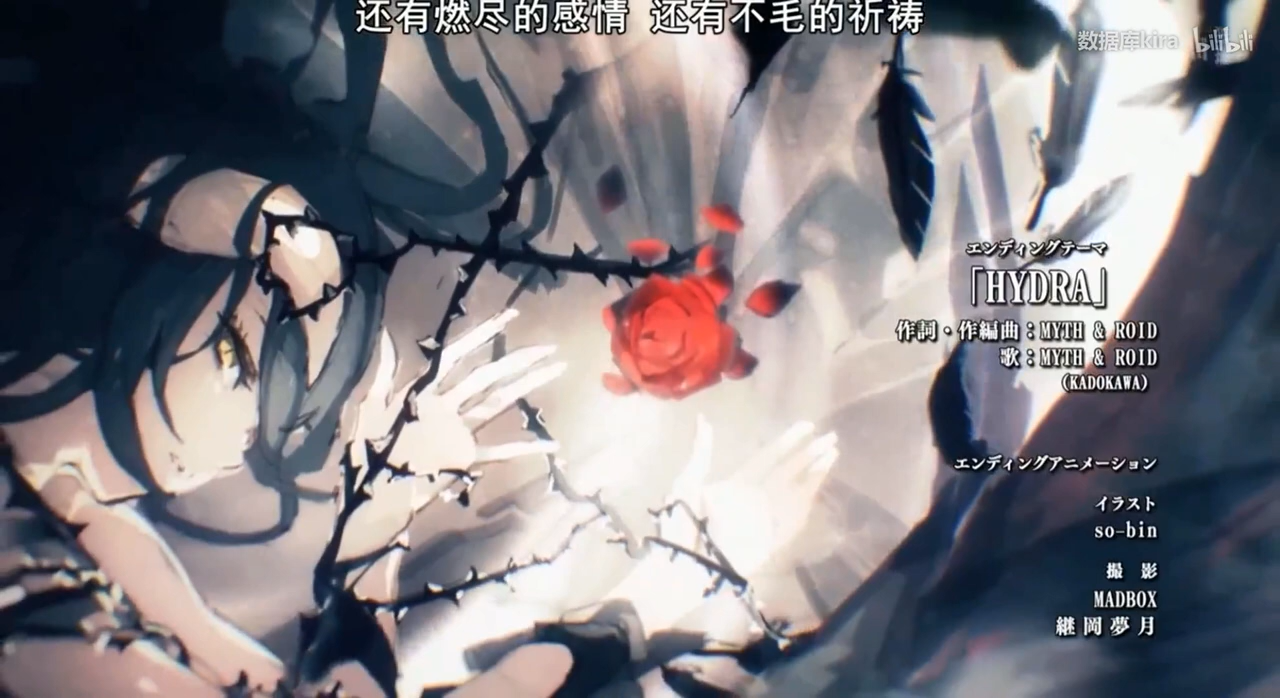 还有燃尽的感情 还有不毛的祈祷
数据库kira bilibili
エンディングテーマ
「HYDRA」
作詞・作編曲：MYTH & ROID
歌：MYTH & ROID
（KADOKAWA）
エンディングアニメーション
イラスト
so-bin
撮 影
MADBOX
継岡夢月